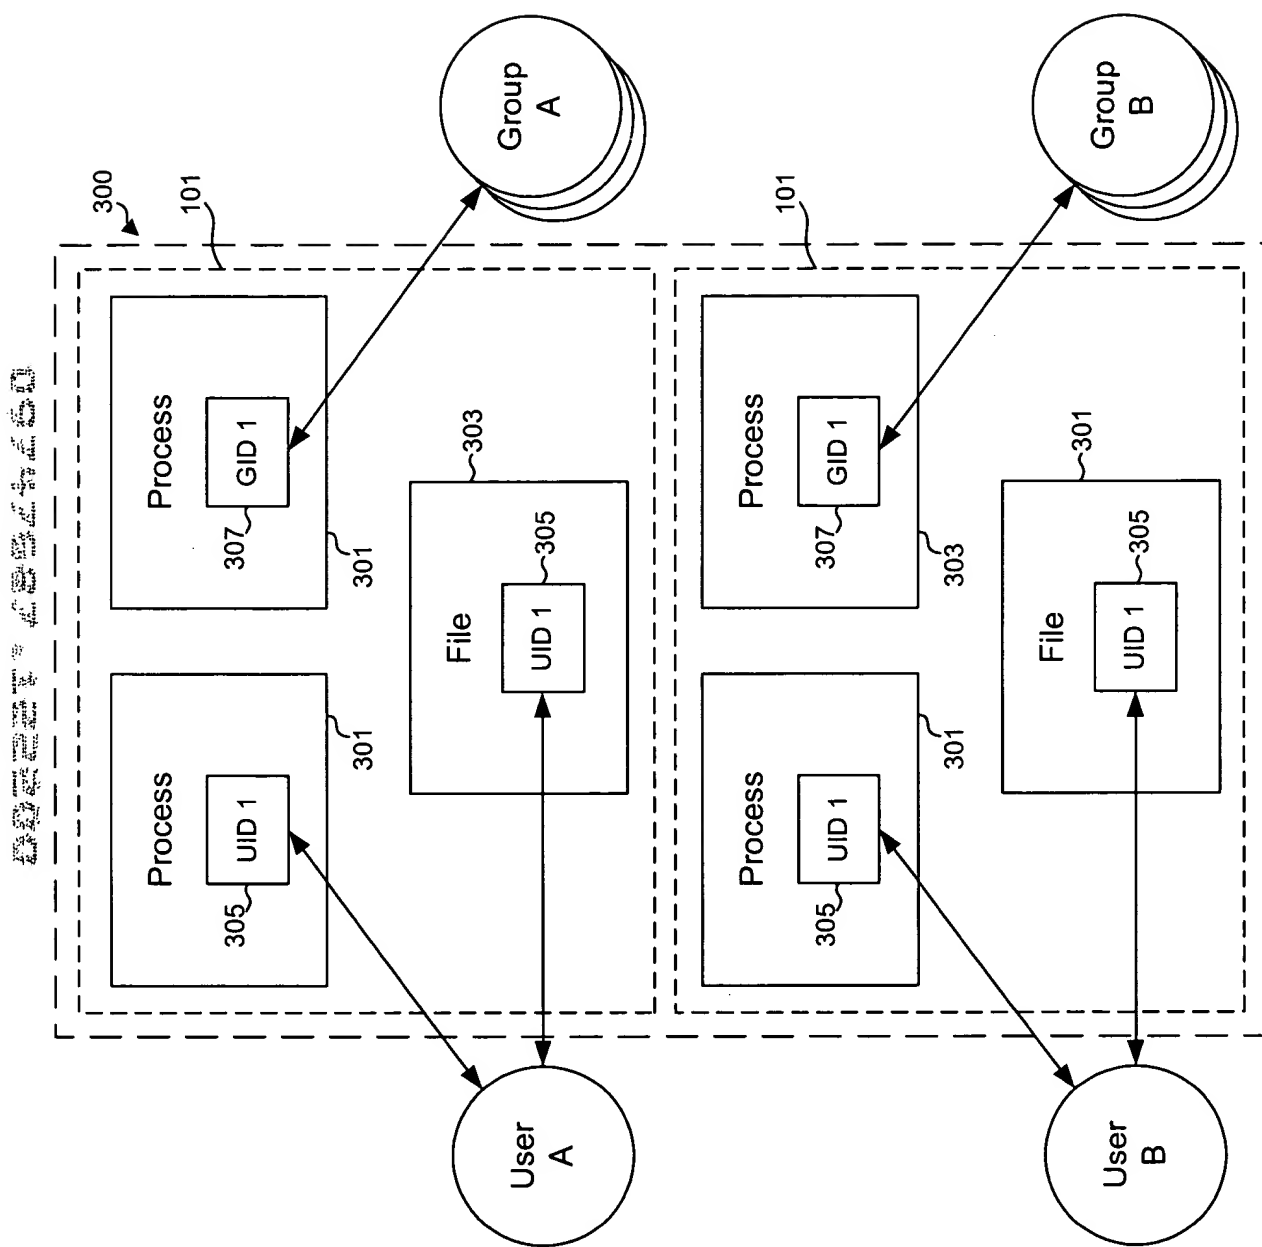 300
101
Process
Process
UID 1
GID 1
305
307
301
301
File
303
User
A
UID 1
305
Group
A
101
Process
Process
UID 1
GID 1
305
307
301
303
File
301
User
B
UID 1
305
Group
B